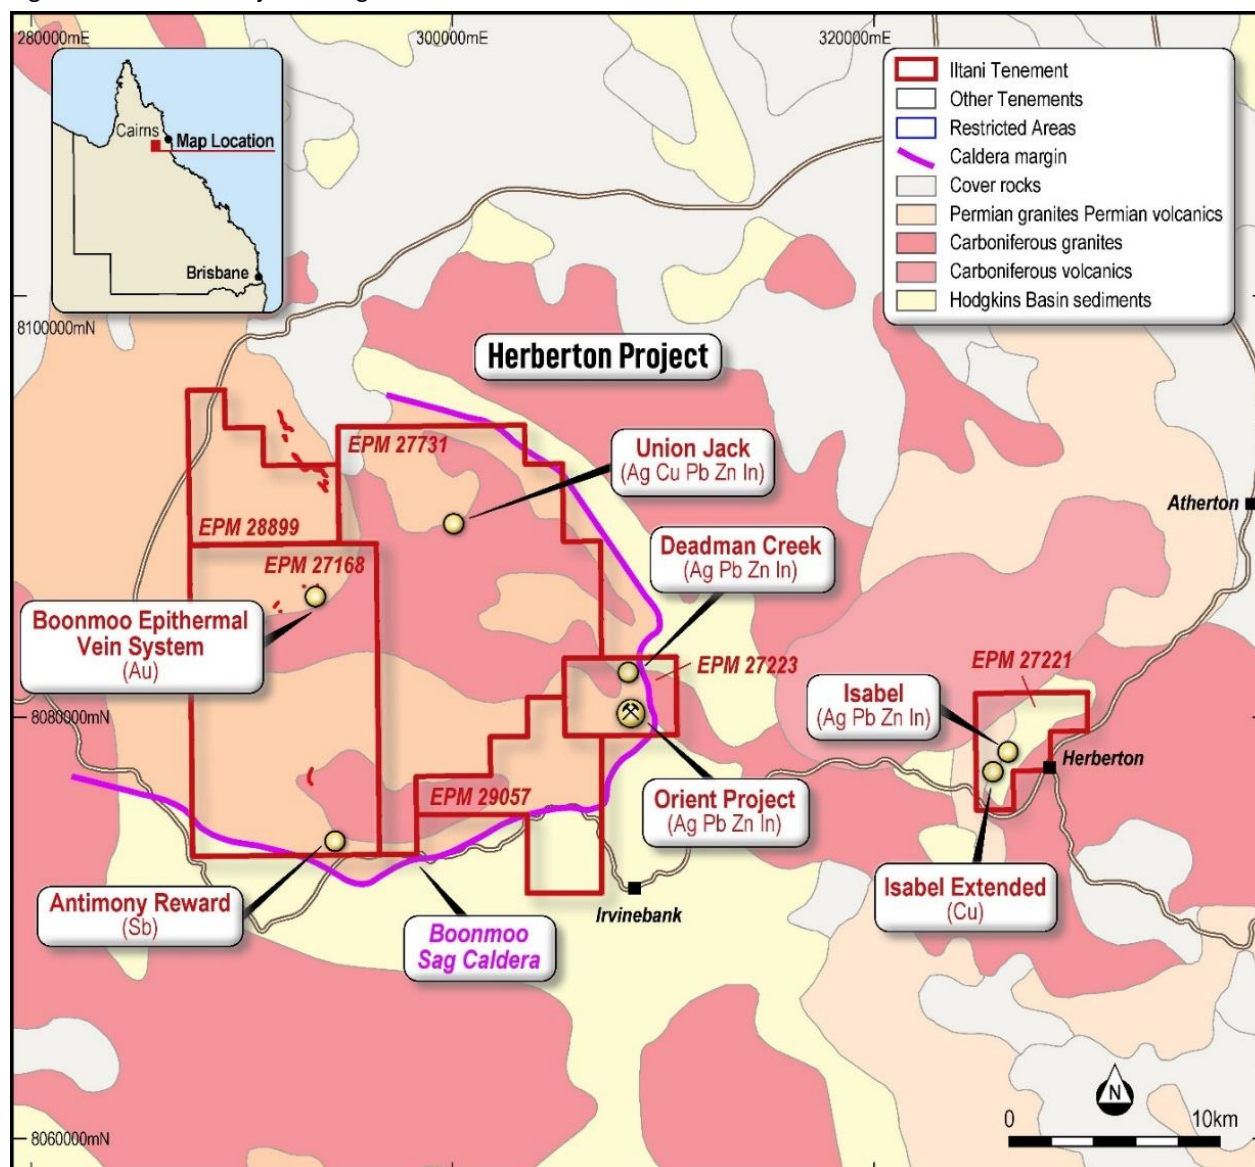 280000mE
300000mE
320000mE
Cairns
Map Location
Brisbane
Iltani Tenement
Other Tenements
Restricted Areas
Caldera margin
Cover rocks
Permian granites Permian volcanics
Carboniferous granites
Carboniferous volcanics
Hodgkins Basin sediments
8100000mN
Herberton Project
EPM 27731
Union Jack
(Ag Cu Pb Zn In)
Atherton
EPM 28899
Deadman Creek
(Ag Pb Zn In)
EPM 27168
Boonmoo Epithermal
Vein System
(Au)
EPM 27223
EPM 27221
Isabel
(Ag Pb Zn In)
8080000mN
Herberton
EPM 29057
Orient Project
(Ag Pb Zn In)
Antimony Reward
(Sb)
Irvinebank
Isabel Extended
(Cu)
Boonmoo
Sag Caldera
N
0 10km
8060000mN